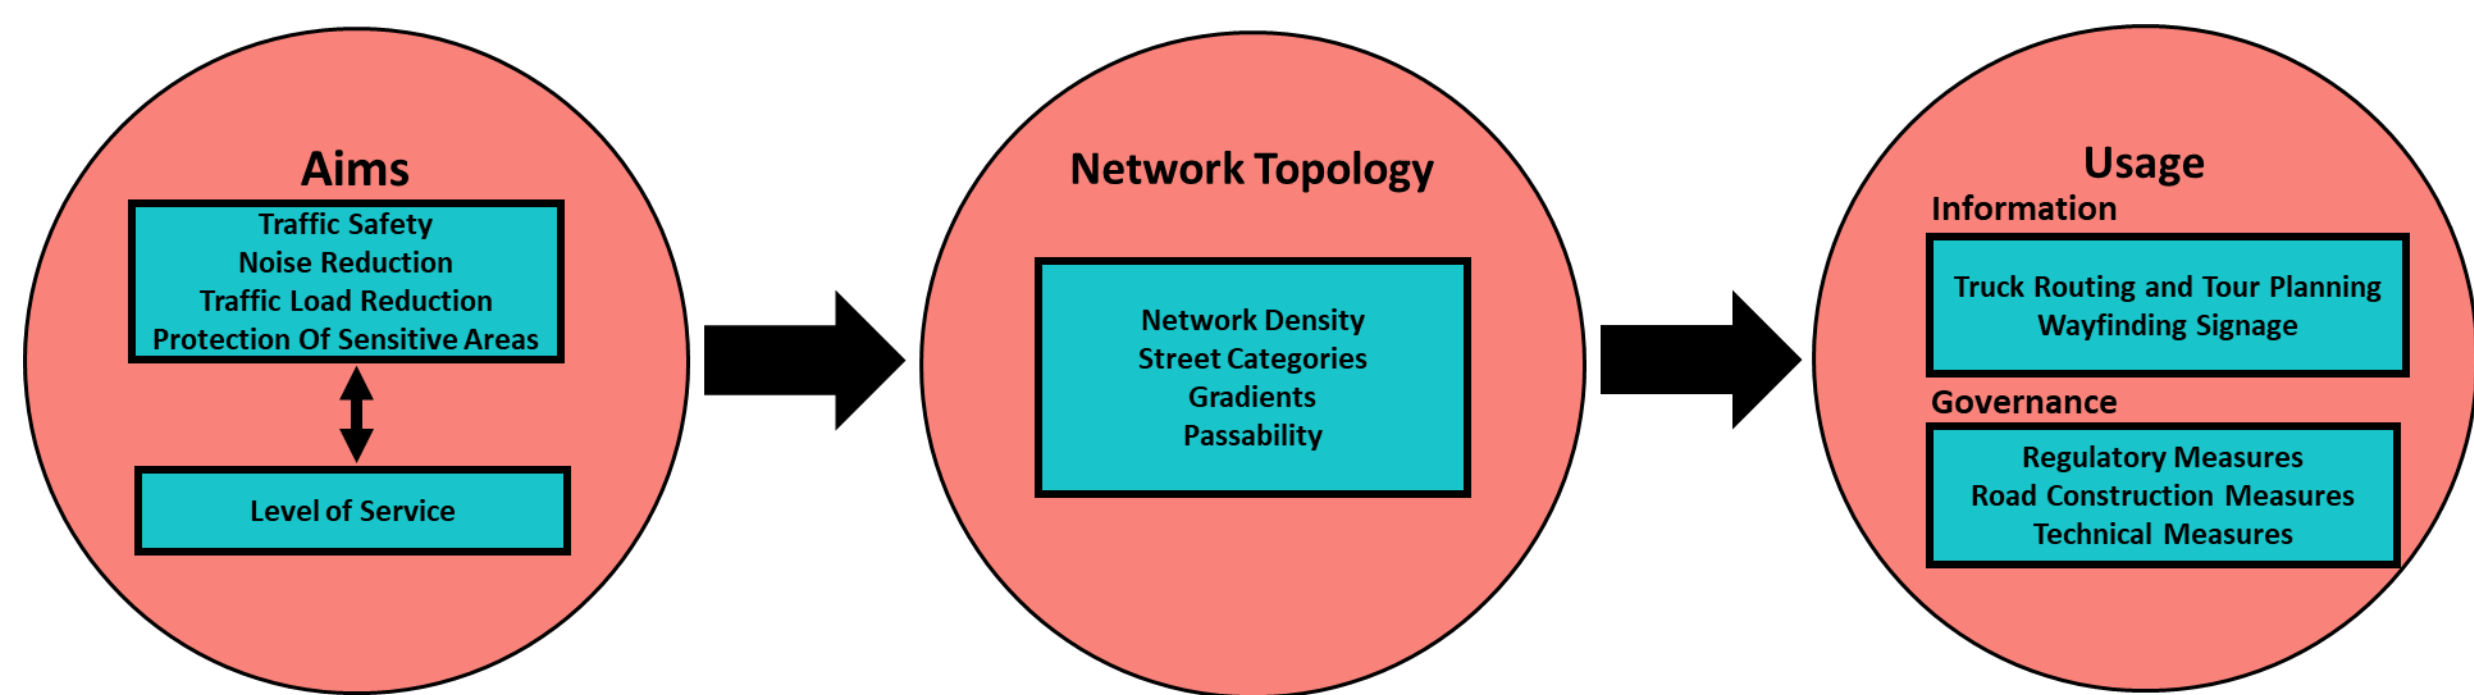 Aims
Traffic Safety
Noise Reduction
Traffic Load Reduction
Protection Of Sensitive Areas
Level of Service
Network Topology
Network Density
Street Categories
Gradients
Passability
Usage
Information
Truck Routing and Tour Planning
Wayfinding Signage
Governance
Regulatory Measures
Road Construction Measures
Technical Measures